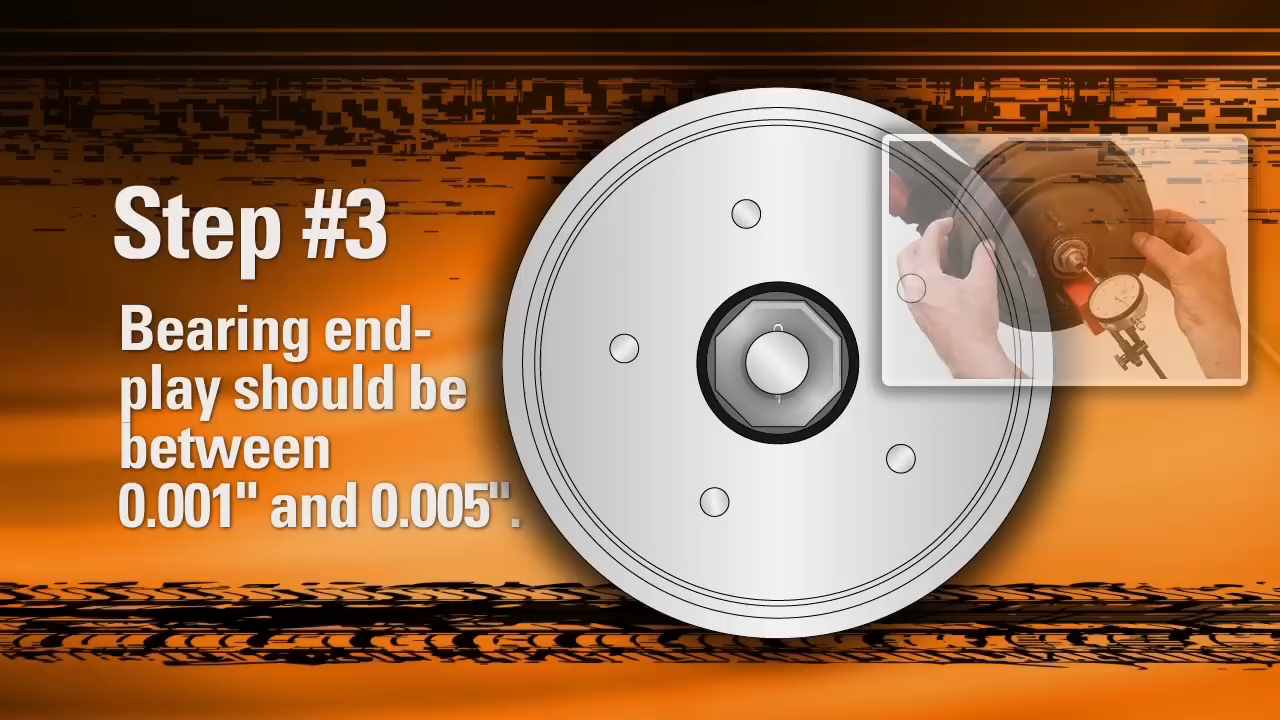 Step #3
Bearing end-
play should be
between
0.001" and 0.005".